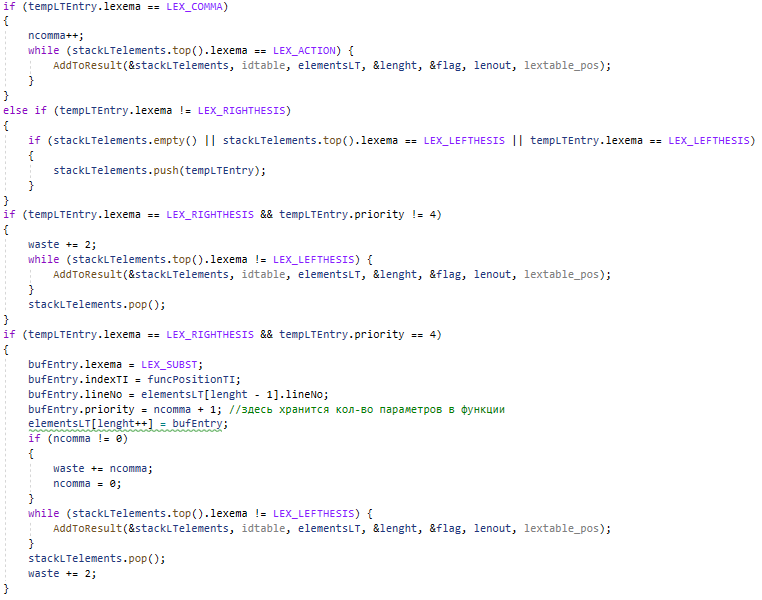 if (tempLTEntry.lexema == LEX_COMMA)
{
    ncomma++;
    while (stackLTelements.top().lexema == LEX_ACTION) {
        AddToResult(&stackLTelements, idtable, elementsLT, &lenght, &flag, lenout, lextable_pos);
    }
}
else if (tempLTEntry.lexema != LEX_RIGHTHESIS)
{
    if (stackLTelements.empty() || stackLTelements.top().lexema == LEX_LEFTHESIS || tempLTEntry.lexema == LEX_LEFTHESIS)
    {
        stackLTelements.push(tempLTEntry);
    }
}
if (tempLTEntry.lexema == LEX_RIGHTHESIS && tempLTEntry.priority != 4)
{
    waste += 2;
    while (stackLTelements.top().lexema != LEX_LEFTHESIS) {
        AddToResult(&stackLTelements, idtable, elementsLT, &lenght, &flag, lenout, lextable_pos);
    }
    stackLTelements.pop();
}
if (tempLTEntry.lexema == LEX_RIGHTHESIS && tempLTEntry.priority == 4)
{
    bufEntry.lexema = LEX_SUBST;
    bufEntry.indexTI = funcPositionTI;
    bufEntry.lineNo = elementsLT[lenght - 1].lineNo;
    bufEntry.priority = ncomma + 1; //здесь хранится кол-во параметров в функции
    elementsLT[lenght++] = bufEntry;
    if (ncomma != 0)
    {
        waste += ncomma;
        ncomma = 0;
    }
    while (stackLTelements.top().lexema != LEX_LEFTHESIS) {
        AddToResult(&stackLTelements, idtable, elementsLT, &lenght, &flag, lenout, lextable_pos);
    }
    stackLTelements.pop();
    waste += 2;
}